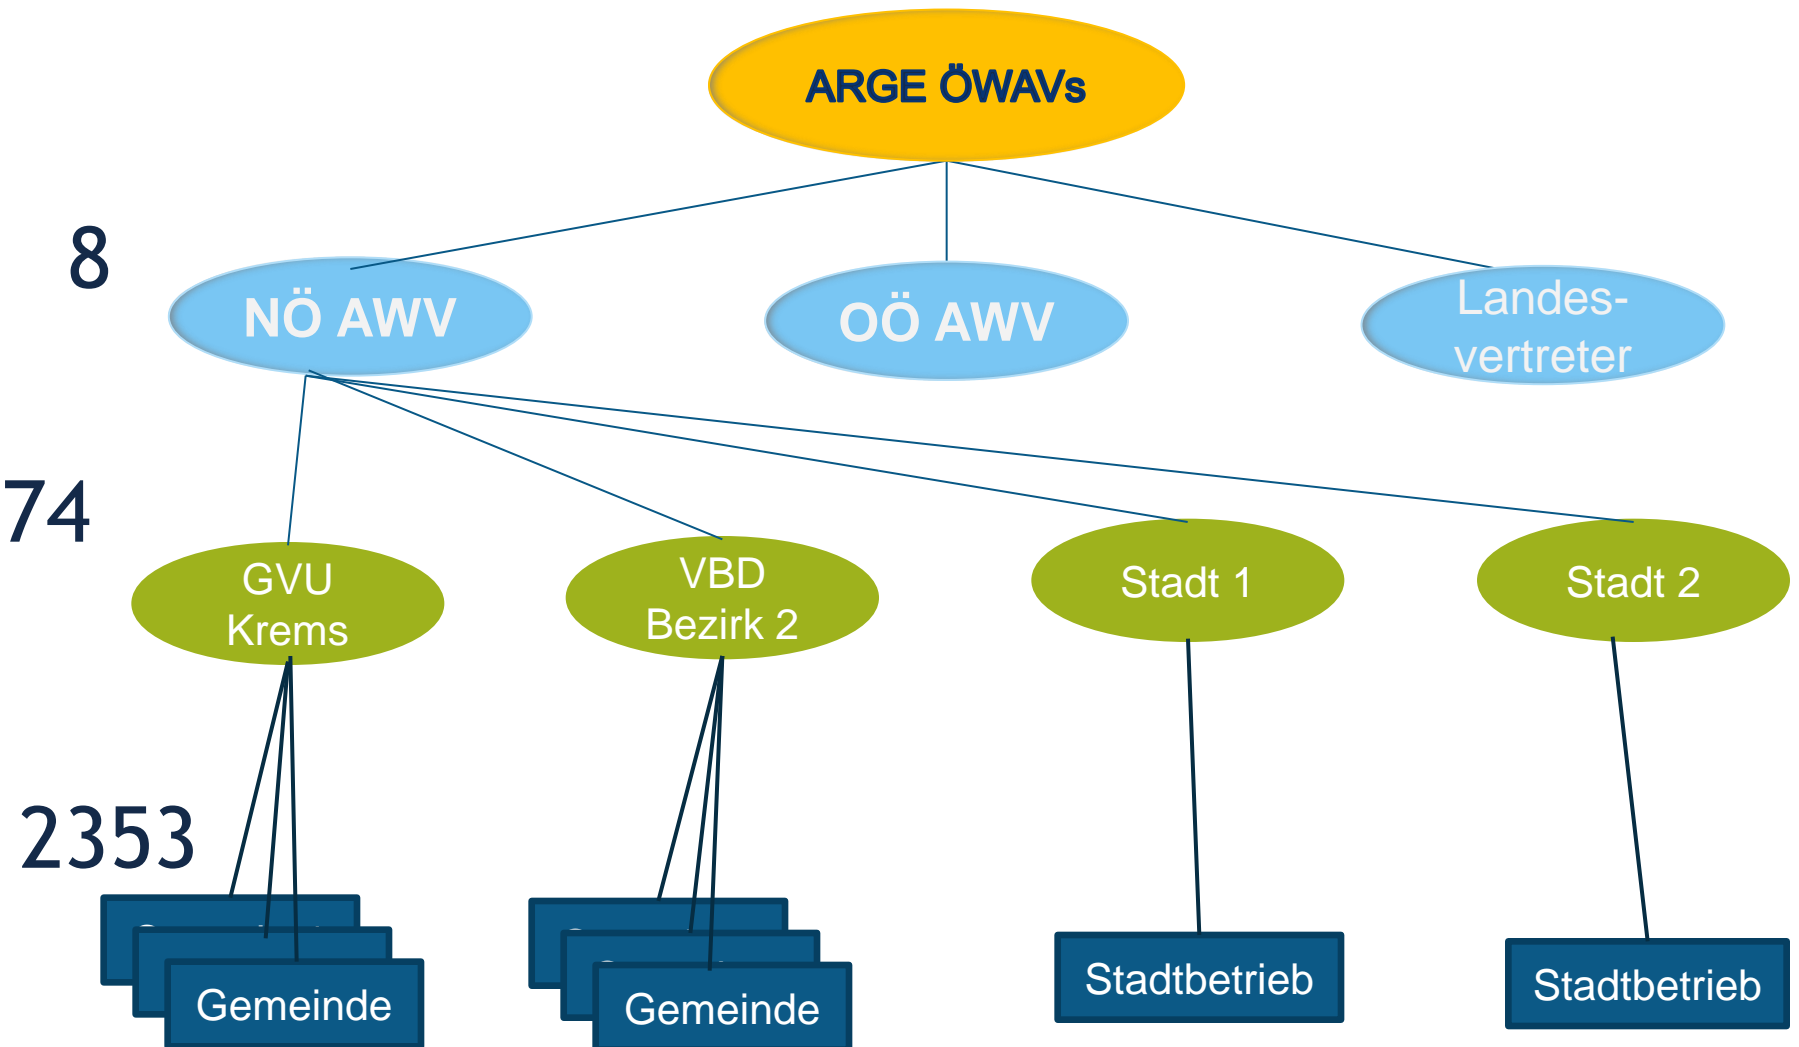 ARGE ÖWAVs
8
NÖ AWV
OÖ AWV
Landes-
vertreter
74
GVU
Krems
VBD
Bezirk 2
Stadt 1
Stadt 2
2353
Gemeinde
Gemeinde
Stadtbetrieb
Stadtbetrieb